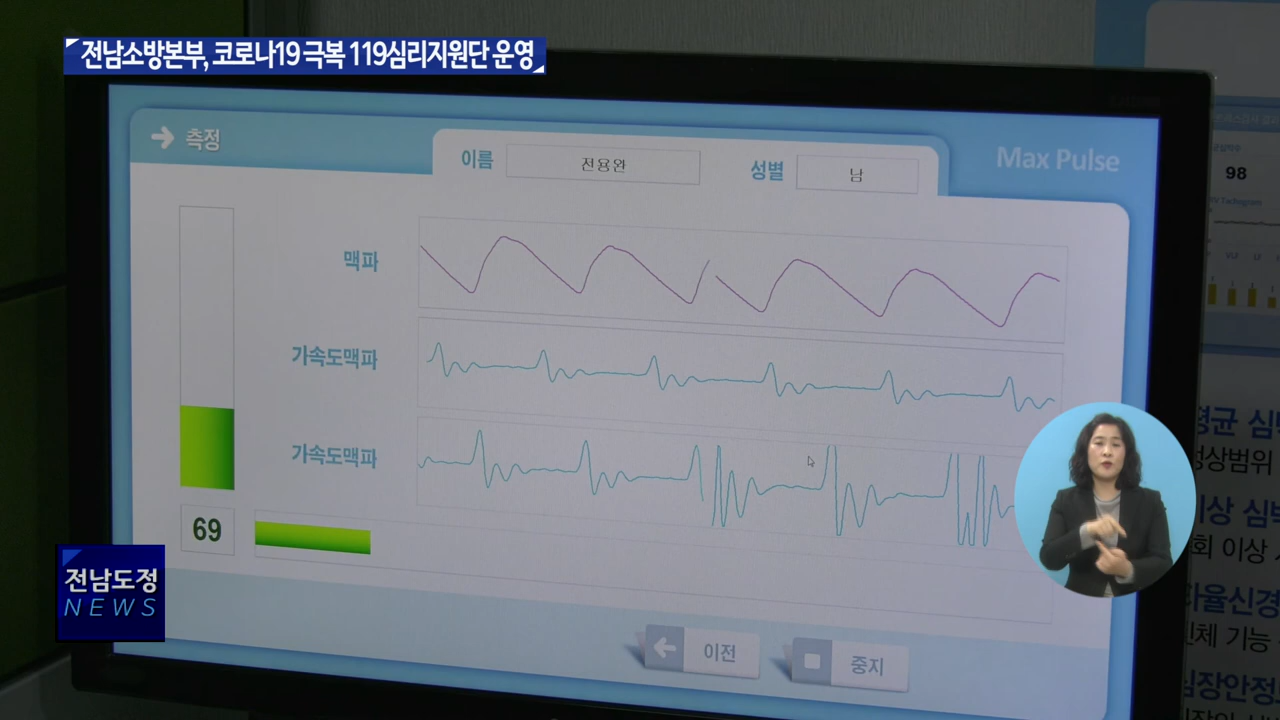 전남소방본부, 코로나19 극복 119심리지원단 운영
측정
이름
전용완
성별
남
Max Pulse
맥파
가속도맥파
가속도맥파
69
이전
중지
98
전남도정
NEWS
평균 심
정상범위
이상 심
회 이상
자율신경
인체 기능
심장안정